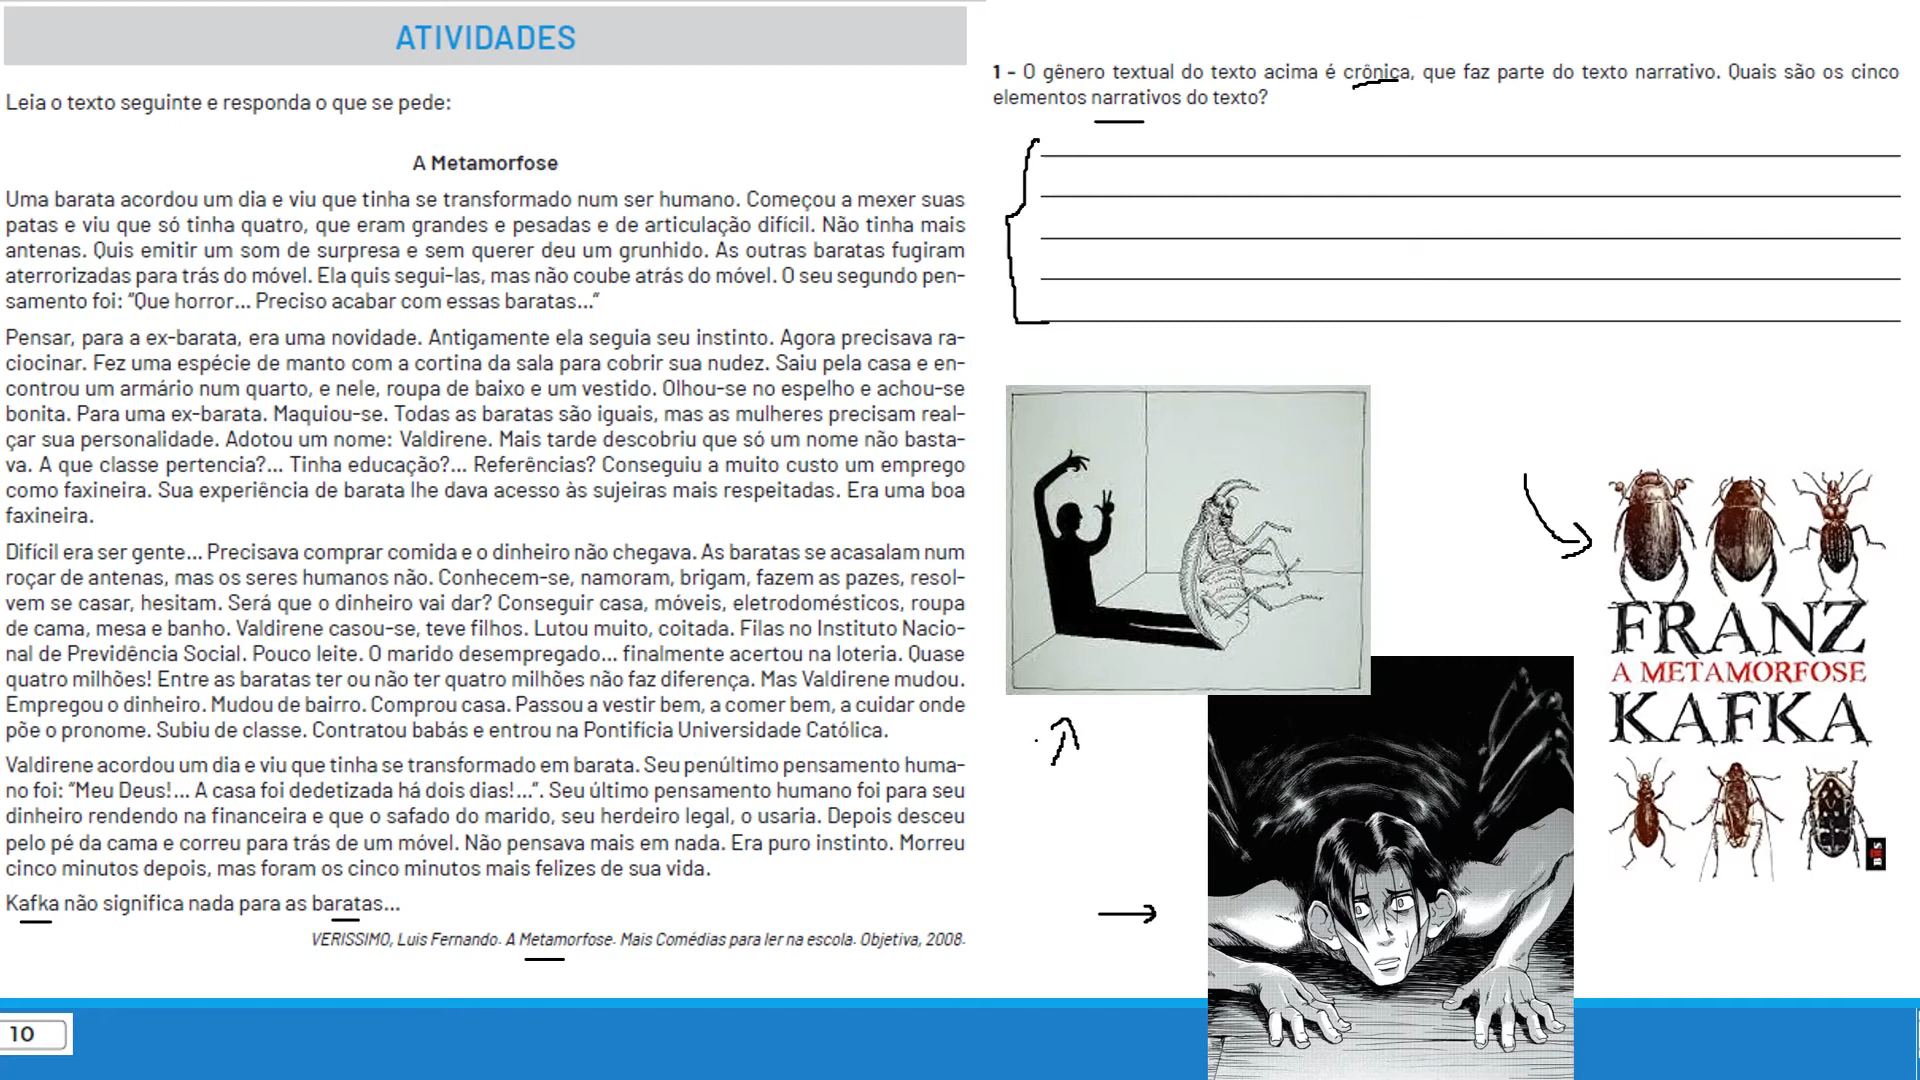 ATIVIDADES
Leia o texto seguinte e responda o que se pede:
A Metamorfose
Uma barata acordou um dia e viu que tinha se transformado num ser humano. Começou a mexer suas
patas e viu que só tinha quatro, que eram grandes e pesadas e de articulação difícil. Não tinha mais
antenas. Quis emitir um som de surpresa e sem querer deu um grunhido. As outras baratas fugiram
aterrorizadas para trás do móvel. Ela quis segui-las, mas não coube atrás do móvel. O seu segundo pen-
samento foi: “Que horror... Preciso acabar com essas baratas...”
Pensar, para a ex-barata, era uma novidade. Antigamente ela seguia seu instinto. Agora precisava ra-
ciocinar. Fez uma espécie de manto com a cortina da sala para cobrir sua nudez. Saiu pela casa e en-
controu um armário num quarto, e nele, roupa de baixo e um vestido. Olhou-se no espelho e achou-se
bonita. Para uma ex-barata. Maquiou-se. Todas as baratas são iguais, mas as mulheres precisam real-
çar sua personalidade. Adotou um nome: Valdirene. Mais tarde descobriu que só um nome não basta-
va. A que classe pertencia?... Tinha educação?... Referências? Conseguiu a muito custo um emprego
como faxineira. Sua experiência de barata lhe dava acesso às sujeiras mais respeitadas. Era uma boa
faxineira.
Difícil era ser gente... Precisava comprar comida e o dinheiro não chegava. As baratas se acasalam num
roçar de antenas, mas os seres humanos não. Conhecem-se, namoram, brigam, fazem as pazes, resol-
vem se casar, hesitam. Será que o dinheiro vai dar? Conseguir casa, móveis, eletrodomésticos, roupa
de cama, mesa e banho. Valdirene casou-se, teve filhos. Lutou muito, coitada. Filas no Instituto Nacio-
nal de Previdência Social. Pouco leite. O marido desempregado... finalmente acertou na loteria. Quase
quatro milhões! Entre as baratas ter ou não ter quatro milhões não faz diferença. Mas Valdirene mudou.
Empregou o dinheiro. Mudou de bairro. Comprou casa. Passou a vestir bem, a comer bem, a cuidar onde
põe o pronome. Subiu de classe. Contratou babás e entrou na Pontifícia Universidade Católica.
Valdirene acordou um dia e viu que tinha se transformado em barata. Seu penúltimo pensamento huma-
no foi: “Meu Deus!... A casa foi dedetizada há dois dias!...”. Seu último pensamento humano foi para seu
dinheiro rendendo na financeira e que o safado do marido, seu herdeiro legal, o usaria. Depois desceu
pelo pé da cama e correu para trás de um móvel. Não pensava mais em nada. Era puro instinto. Morreu
cinco minutos depois, mas foram os cinco minutos mais felizes de sua vida.
Kafka não significa nada para as baratas...
VERISSIMO, Luis Fernando. A Metamorfose. Mais Comédias para ler na escola. Objetiva, 2008.
10
1 - O gênero textual do texto acima é crônica, que faz parte do texto narrativo. Quais são os cinco
elementos narrativos do texto?
FRANZ
A METAMORFOSE
KAFKA